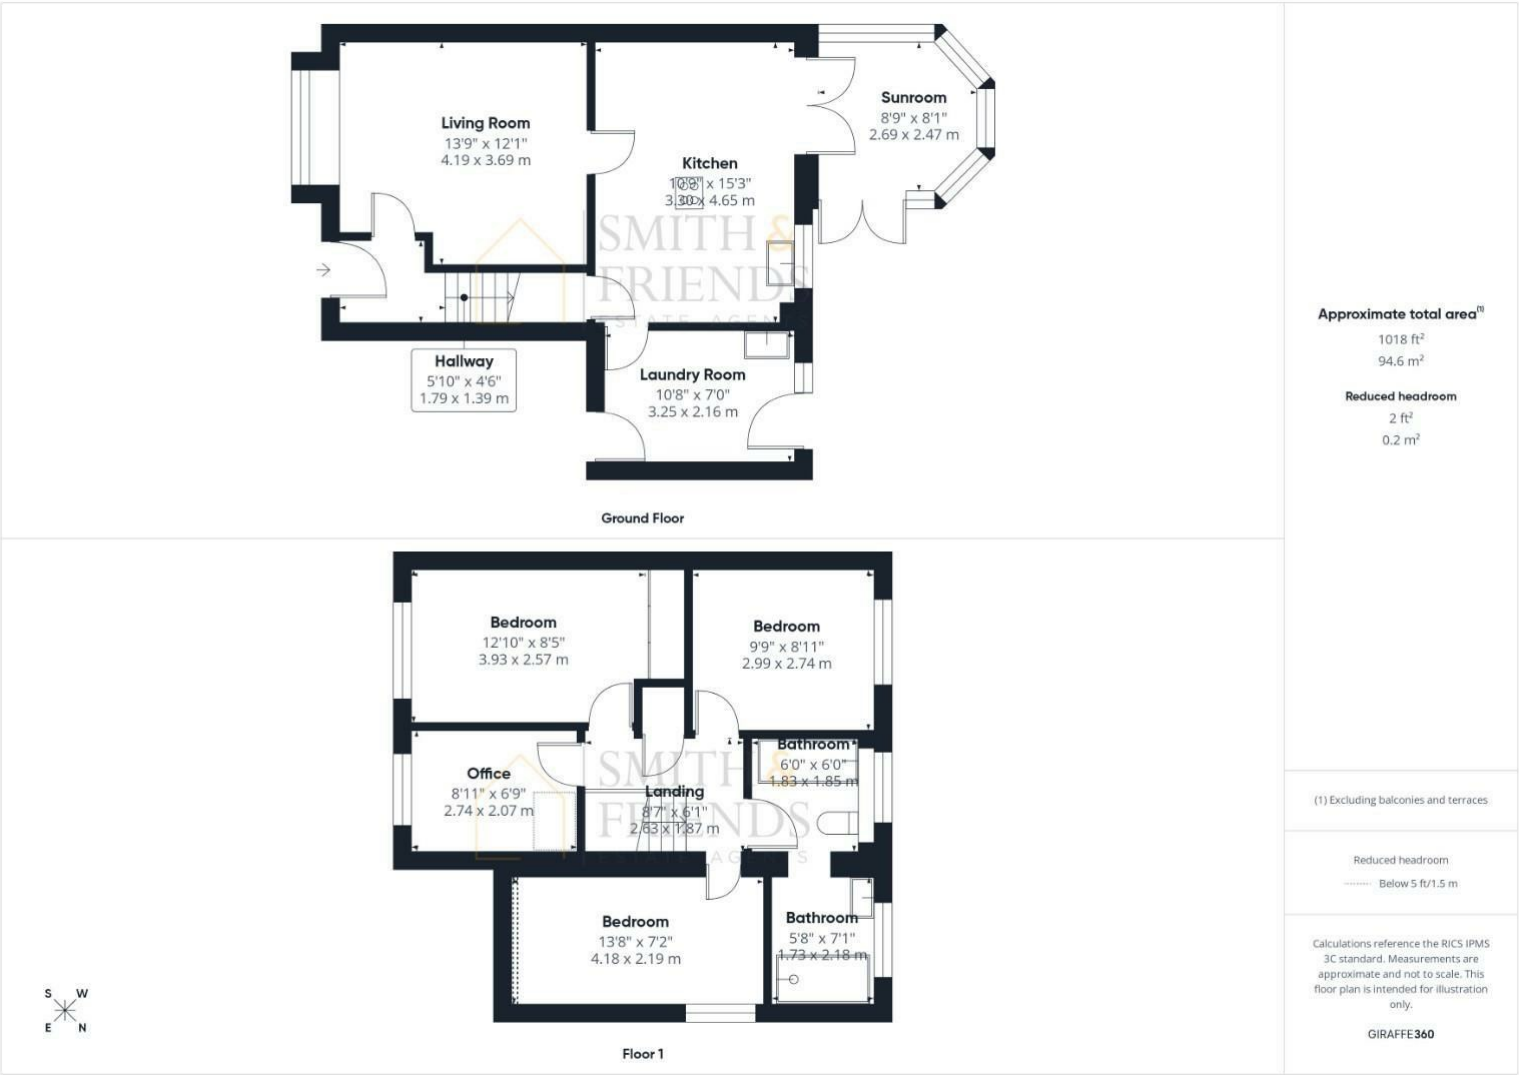 Living Room
13'9" x 12'1"
4.19 x 3.69 m
Sunroom
8'9" x 8'1"
2.69 x 2.47 m
Kitchen
10'9" x 15'3"
3.30 x 4.65 m
SMITH &
FRIENDS
ESTATE AGENTS
Hallway
5'10" x 4'6"
1.79 x 1.39 m
Laundry Room
10'8" x 7'0"
3.25 x 2.16 m
Ground Floor
Bedroom
12'10" x 8'5"
3.93 x 2.57 m
Bedroom
9'9" x 8'11"
2.99 x 2.74 m
Office
8'11" x 6'9"
2.74 x 2.07 m
SMITH &
FRIENDS
ESTATE AGENTS
Landing
8'7" x 6'1"
2.63 x 1.87 m
Bathroom
6'0" x 6'0"
1.83 x 1.85 m
Bedroom
13'8" x 7'2"
4.18 x 2.19 m
Bathroom
5'8" x 7'1"
1.73 x 2.18 m
S W
E N
Floor 1
Approximate total area(1)
1018 ft²
94.6 m²
Reduced headroom
2 ft²
0.2 m²
(1) Excluding balconies and terraces
Reduced headroom
Below 5 ft/1.5 m
Calculations reference the RICS IPMS
3C standard. Measurements are
approximate and not to scale. This
floor plan is intended for illustration
only.
GIRAFFE360